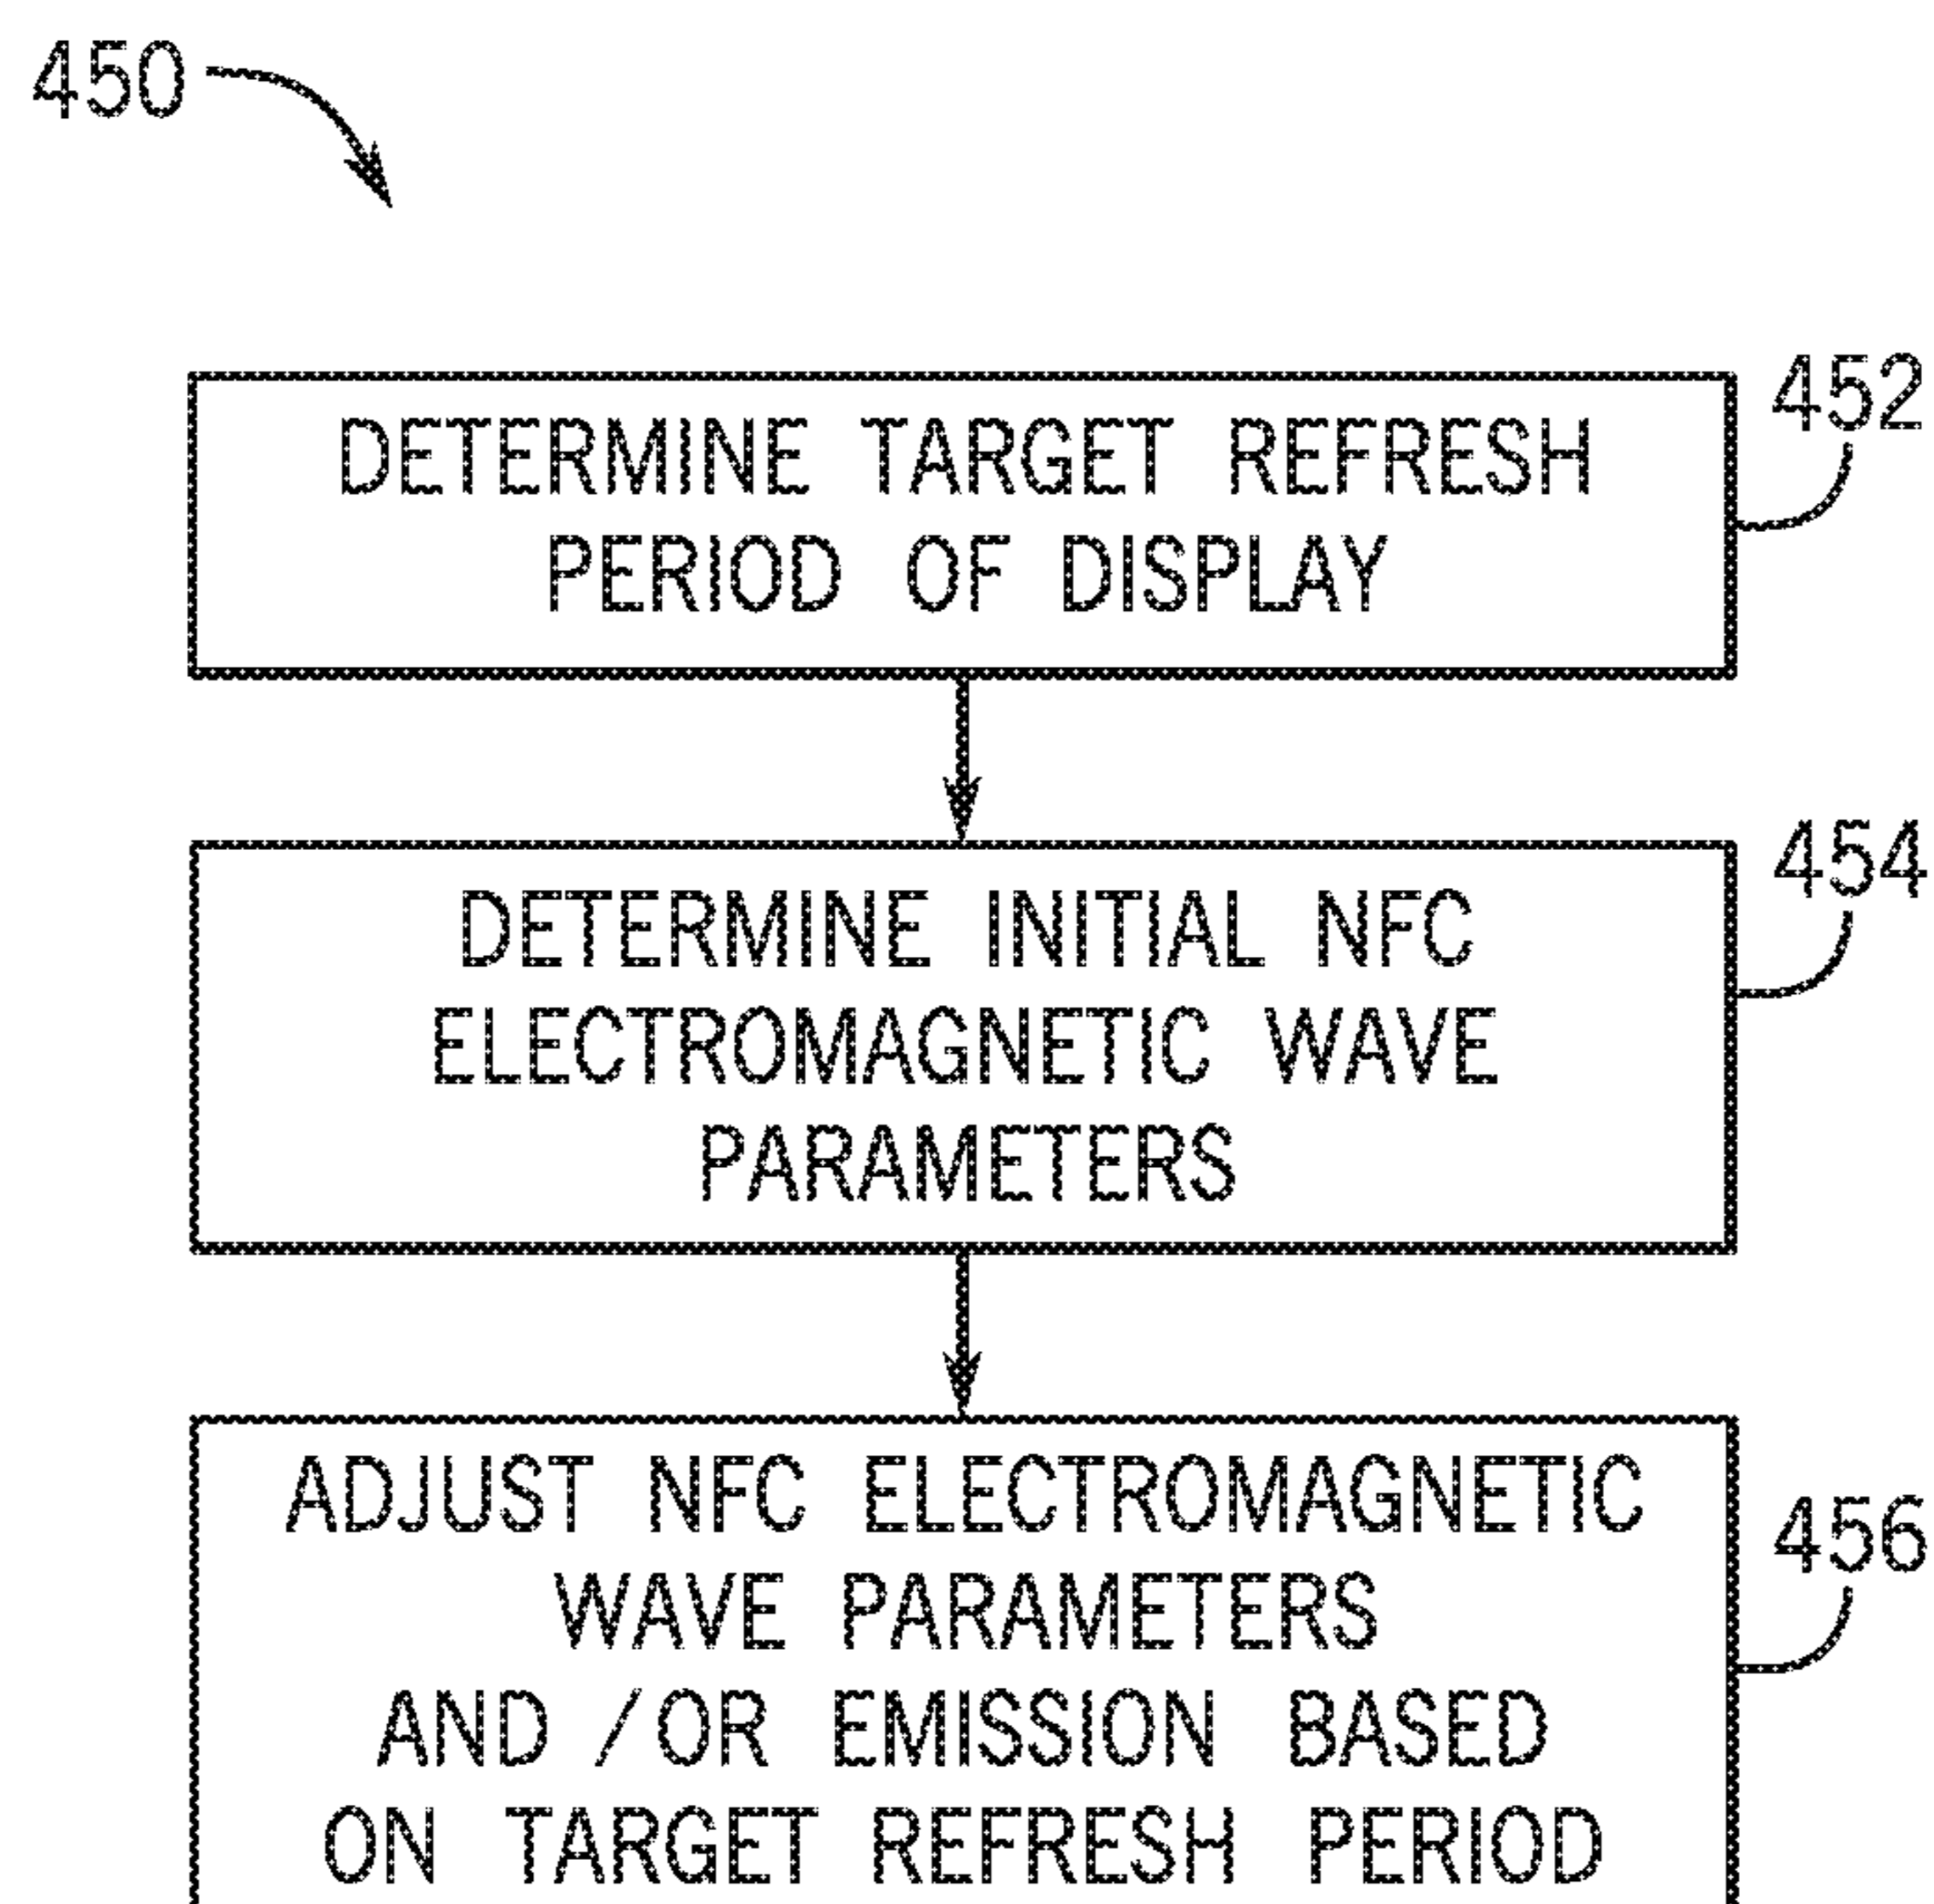 450
452
DETERMINE TARGET REFRESH
PERIOD OF DISPLAY
454
DETERMINE INITIAL NFC
ELECTROMAGNETIC WAVE
PARAMETERS
456
ADJUST NFC ELECTROMAGNETIC
WAVE PARAMETERS
AND /OR EMISSION BASED
ON TARGET REFRESH PERIOD